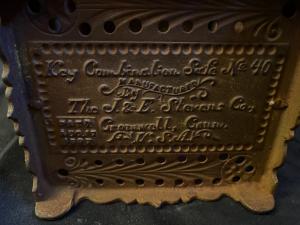 Key Combination Safe No 40
MANUFACTURED
BY
The J. & E. Stevens Co.
Cromwell, Conn.
U.S.A.